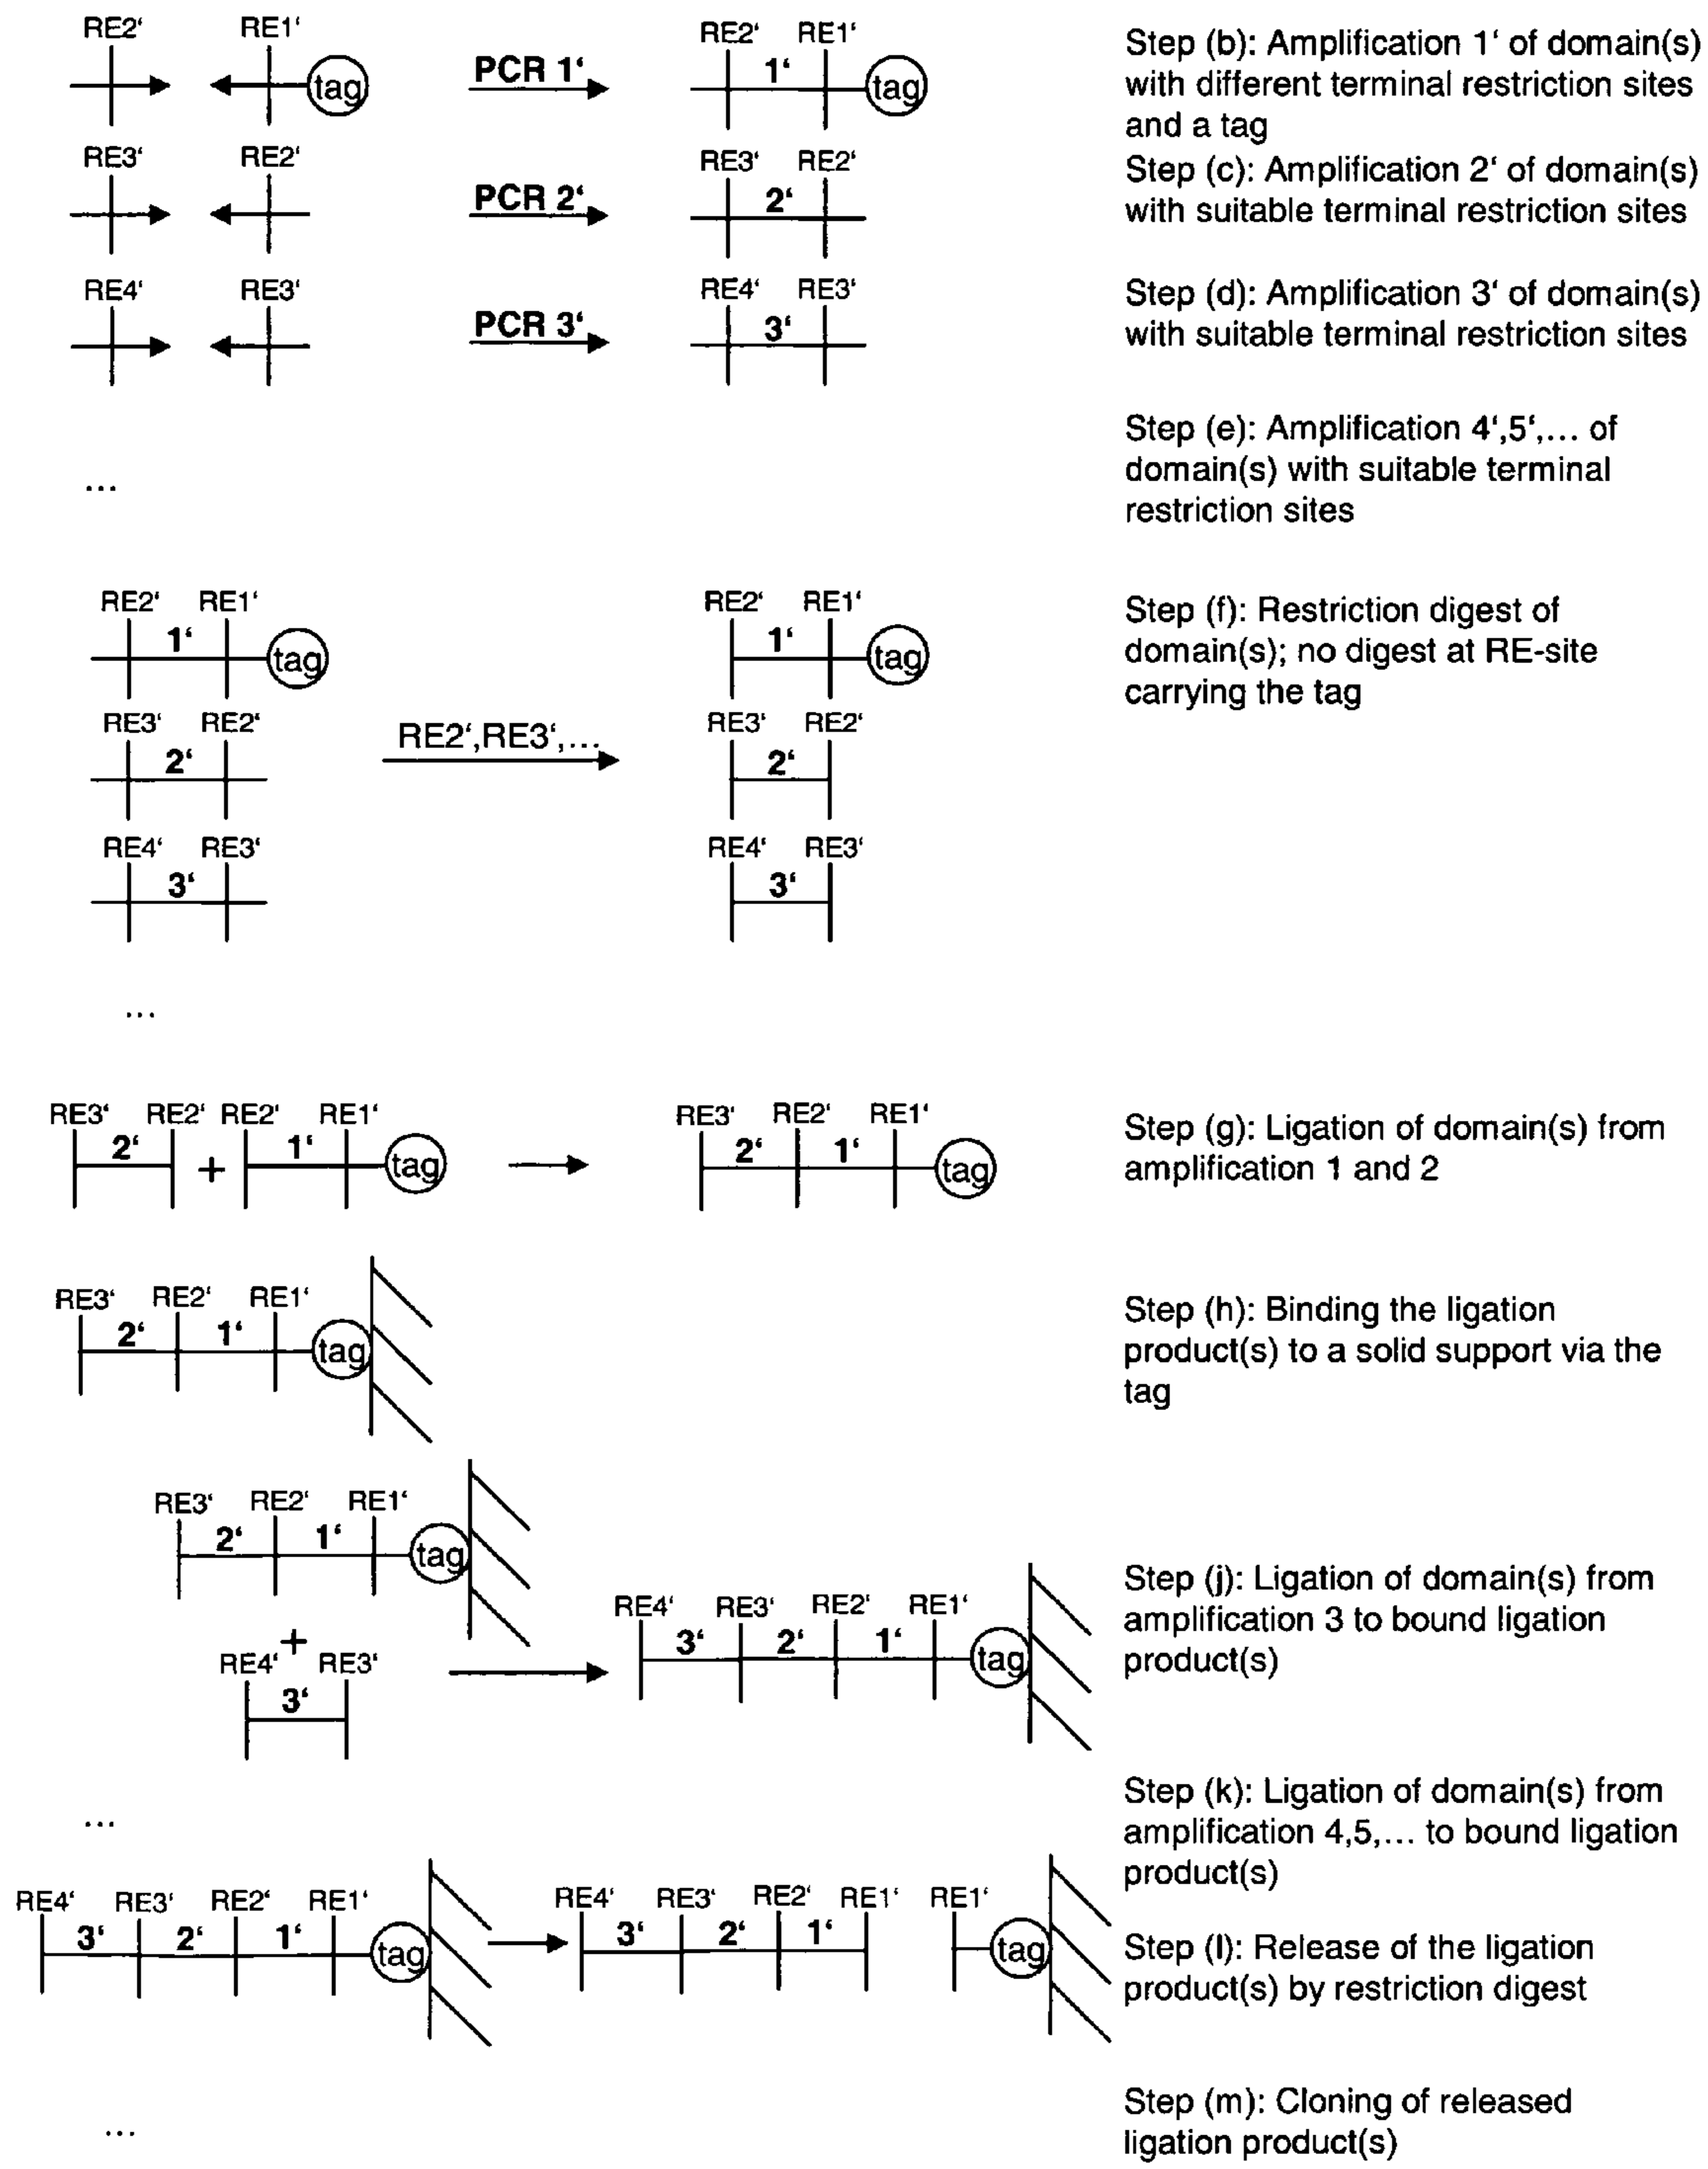 RE2‘ RE1‘ RE2‘ RE1‘
tag PCR 1‘ 1‘ tag
Step (b): Amplification 1‘ of domain(s)
with different terminal restriction sites
and a tag
RE3‘ RE2‘ RE3‘ RE2‘
PCR 2‘ 2‘
Step (c): Amplification 2‘ of domain(s)
with suitable terminal restriction sites
RE4‘ RE3‘ RE4‘ RE3‘
PCR 3‘ 3‘
Step (d): Amplification 3‘ of domain(s)
with suitable terminal restriction sites
...
Step (e): Amplification 4‘,5‘,... of
domain(s) with suitable terminal
restriction sites
RE2‘ RE1‘ RE2‘ RE1‘
1‘ tag 1‘ tag
Step (f): Restriction digest of
domain(s); no digest at RE-site
carrying the tag
RE3‘ RE2‘ RE2‘,RE3‘,... RE3‘ RE2‘
2‘ 2‘
RE4‘ RE3‘ RE4‘ RE3‘
3‘ 3‘
...
RE3‘ RE2‘ RE2‘ RE1‘ RE3‘ RE2‘ RE1‘
2‘ + 1‘ tag 2‘ 1‘ tag
Step (g): Ligation of domain(s) from
amplification 1 and 2
RE3‘ RE2‘ RE1‘
2‘ 1‘ tag
Step (h): Binding the ligation
product(s) to a solid support via the
tag
RE3‘ RE2‘ RE1‘
2‘ 1‘ tag
+
RE4‘ RE3‘
3‘
RE4‘ RE3‘ RE2‘ RE1‘
3‘ 2‘ 1‘ tag
Step (j): Ligation of domain(s) from
amplification 3 to bound ligation
product(s)
...
Step (k): Ligation of domain(s) from
amplification 4,5,... to bound ligation
product(s)
RE4‘ RE3‘ RE2‘ RE1‘ RE4‘ RE3‘ RE2‘ RE1‘ RE1‘
3‘ 2‘ 1‘ tag 3‘ 2‘ 1‘ tag
Step (l): Release of the ligation
product(s) by restriction digest
...
Step (m): Cloning of released
ligation product(s)